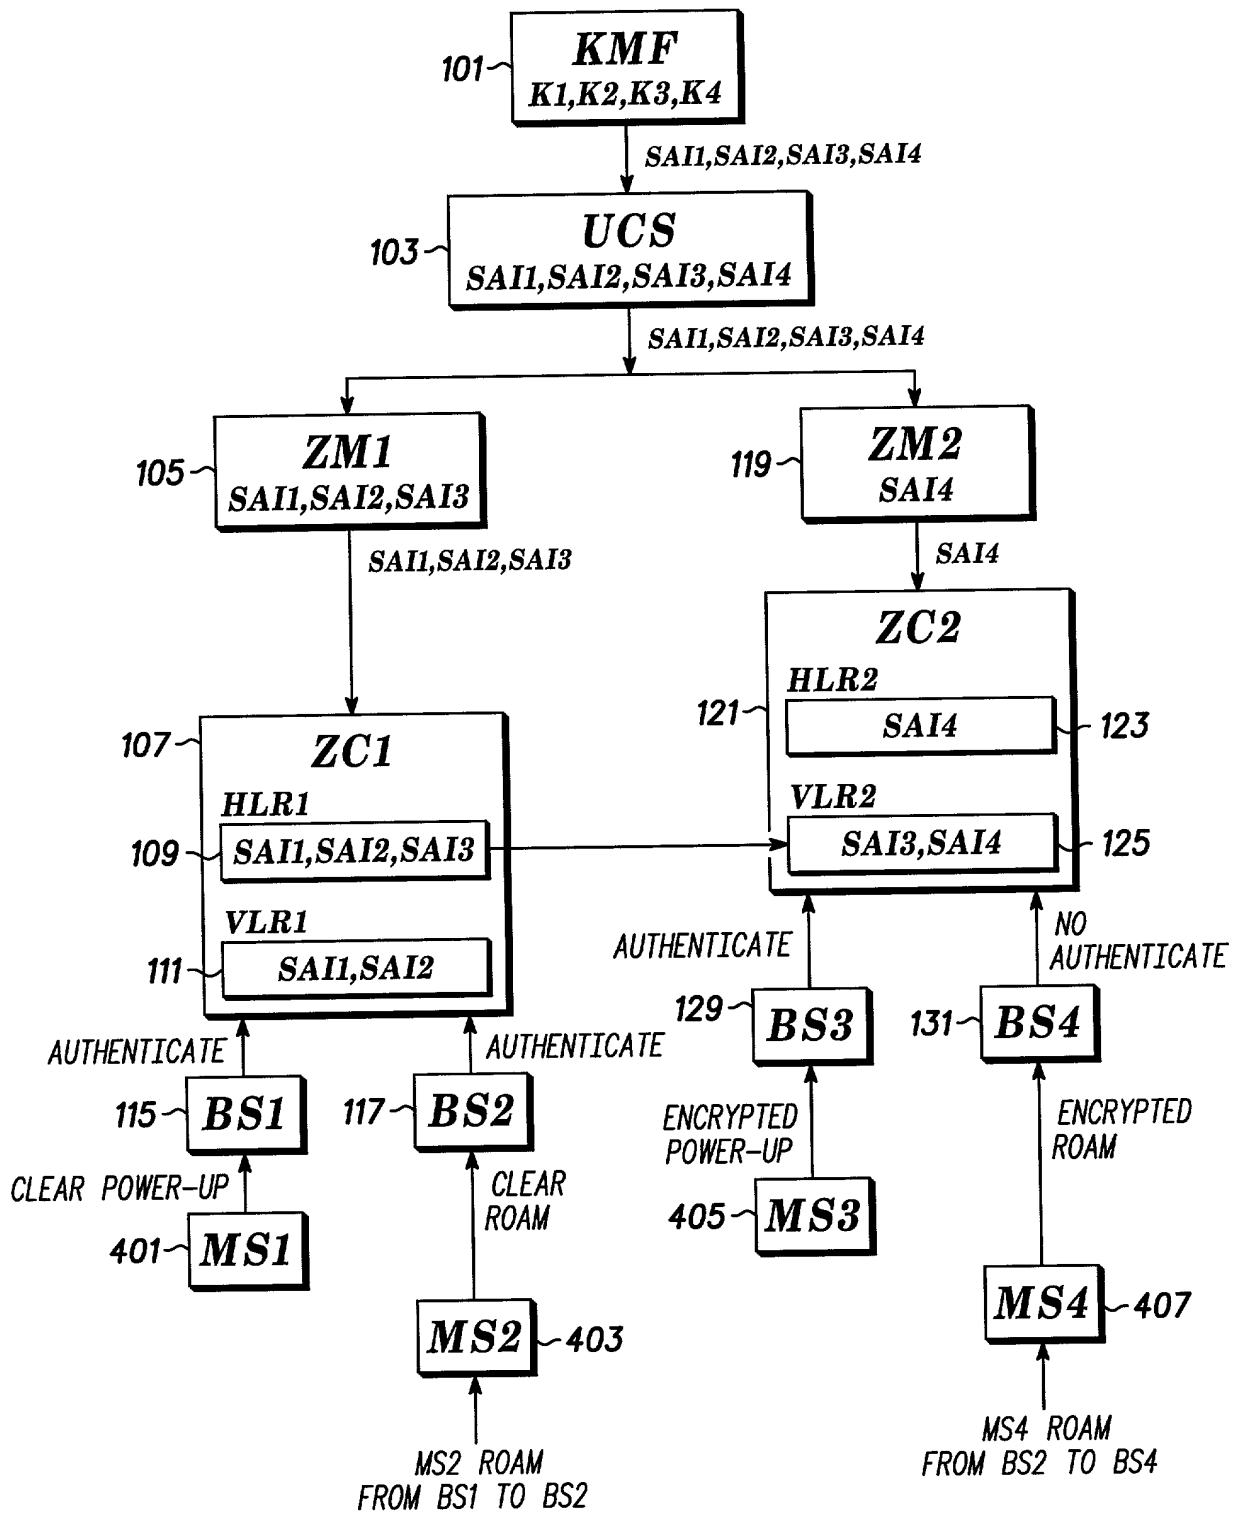 KMF
101
K1,K2,K3,K4
SAI1,SAI2,SAI3,SAI4
UCS
103
SAI1,SAI2,SAI3,SAI4
SAI1,SAI2,SAI3,SAI4
ZM1
105
SAI1,SAI2,SAI3
ZM2
119
SAI4
SAI1,SAI2,SAI3
SAI4
ZC2
HLR2
121
SAI4
123
VLR2
SAI3,SAI4
125
107
ZC1
HLR1
109
SAI1,SAI2,SAI3
VLR1
111
SAI1,SAI2
AUTHENTICATE
NO
AUTHENTICATE
129
BS3
131
BS4
AUTHENTICATE
AUTHENTICATE
115
BS1
117
BS2
ENCRYPTED
POWER-UP
ENCRYPTED
ROAM
CLEAR POWER-UP
CLEAR
ROAM
405
MS3
401
MS1
MS4
407
MS2
403
MS4 ROAM
FROM BS2 TO BS4
MS2 ROAM
FROM BS1 TO BS2